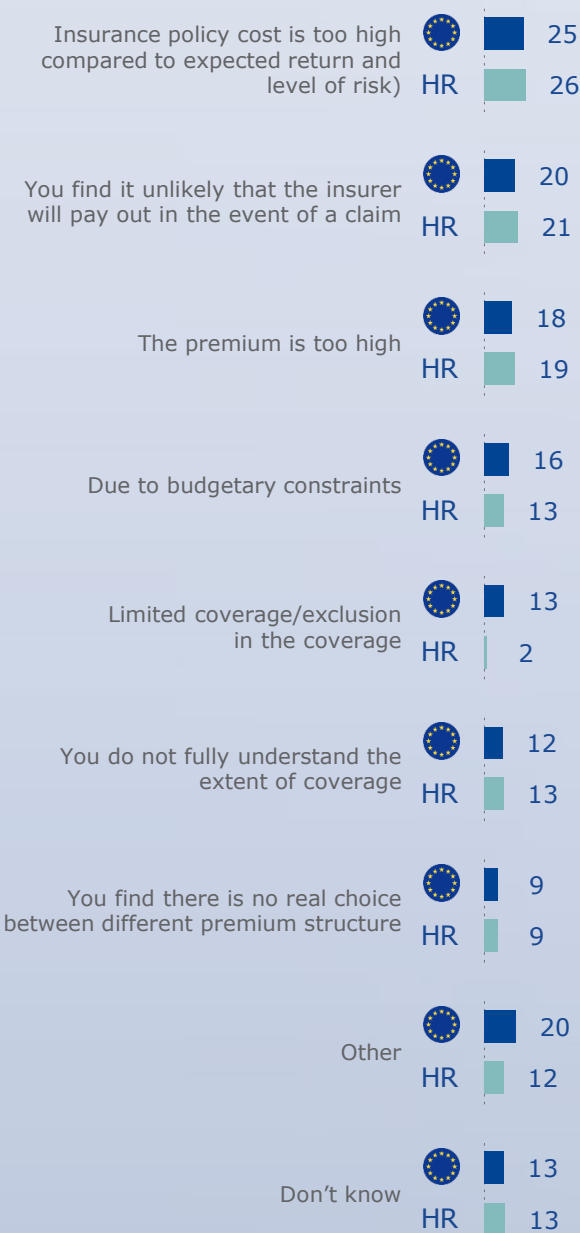 Insurance policy cost is too high
compared to expected return and
level of risk)
25
HR 26
You find it unlikely that the insurer
will pay out in the event of a claim
20
HR 21
The premium is too high
18
HR 19
Due to budgetary constraints
16
HR 13
Limited coverage/exclusion
in the coverage
13
HR 2
You do not fully understand the
extent of coverage
12
HR 13
You find there is no real choice
between different premium structure
9
HR 9
Other
20
HR 12
Don’t know
13
HR 13